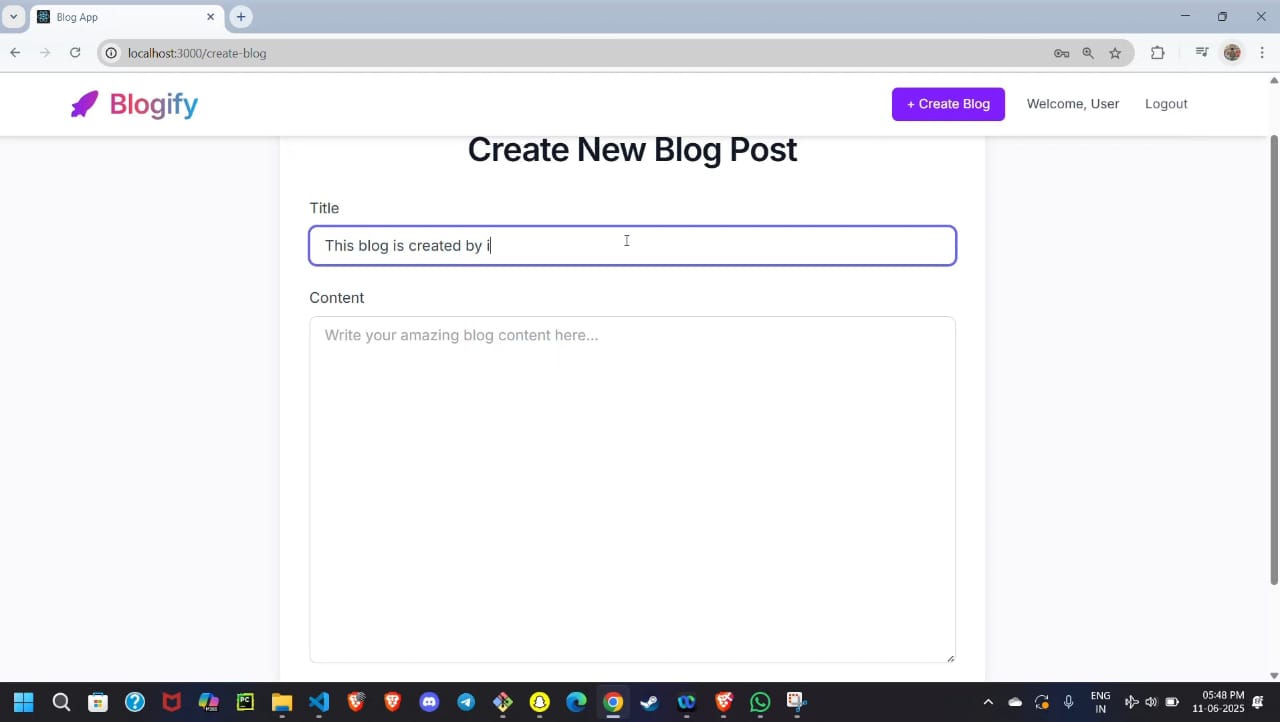 Blog App
localhost:3000/create-blog
Blogify
+ Create Blog
Welcome, User
Logout
Create New Blog Post
Title
This blog is created by i
Content
Write your amazing blog content here...
ENG
IN
05:48 PM
11-06-2025